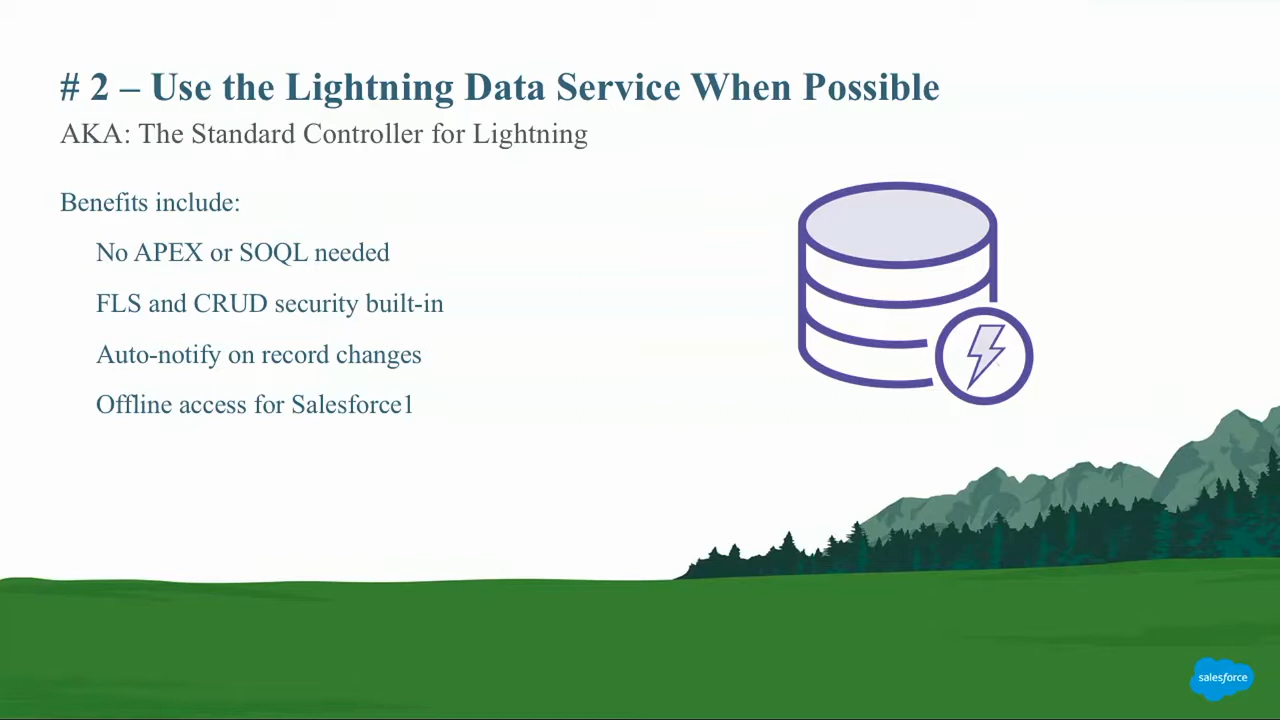 # 2 – Use the Lightning Data Service When Possible
AKA: The Standard Controller for Lightning
Benefits include:
No APEX or SOQL needed
FLS and CRUD security built-in
Auto-notify on record changes
Offline access for Salesforce1
salesforce